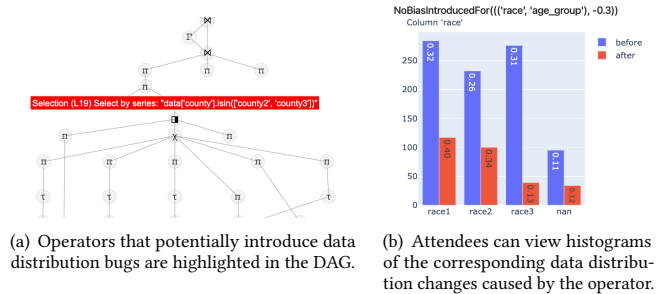 NoBiasIntroducedFor((('race', 'age_group'), -0.3))
Column 'race'
before
after
250
200
150
100
50
0
0.32
0.40
0.26
0.34
0.31
0.13
0.11
0.12
race1
race2
race3
nan
⋈
Γ
⋈
π
π
π
π
Selection (L19) Select by series: "data['county'].isin(['county2', 'county3'])"
π
χ
π
π
π
π
π
π
τ
τ
τ
π
τ
(a) Operators that potentially introduce data
distribution bugs are highlighted in the DAG.
(b) Attendees can view histograms
of the corresponding data distribu-
tion changes caused by the operator.